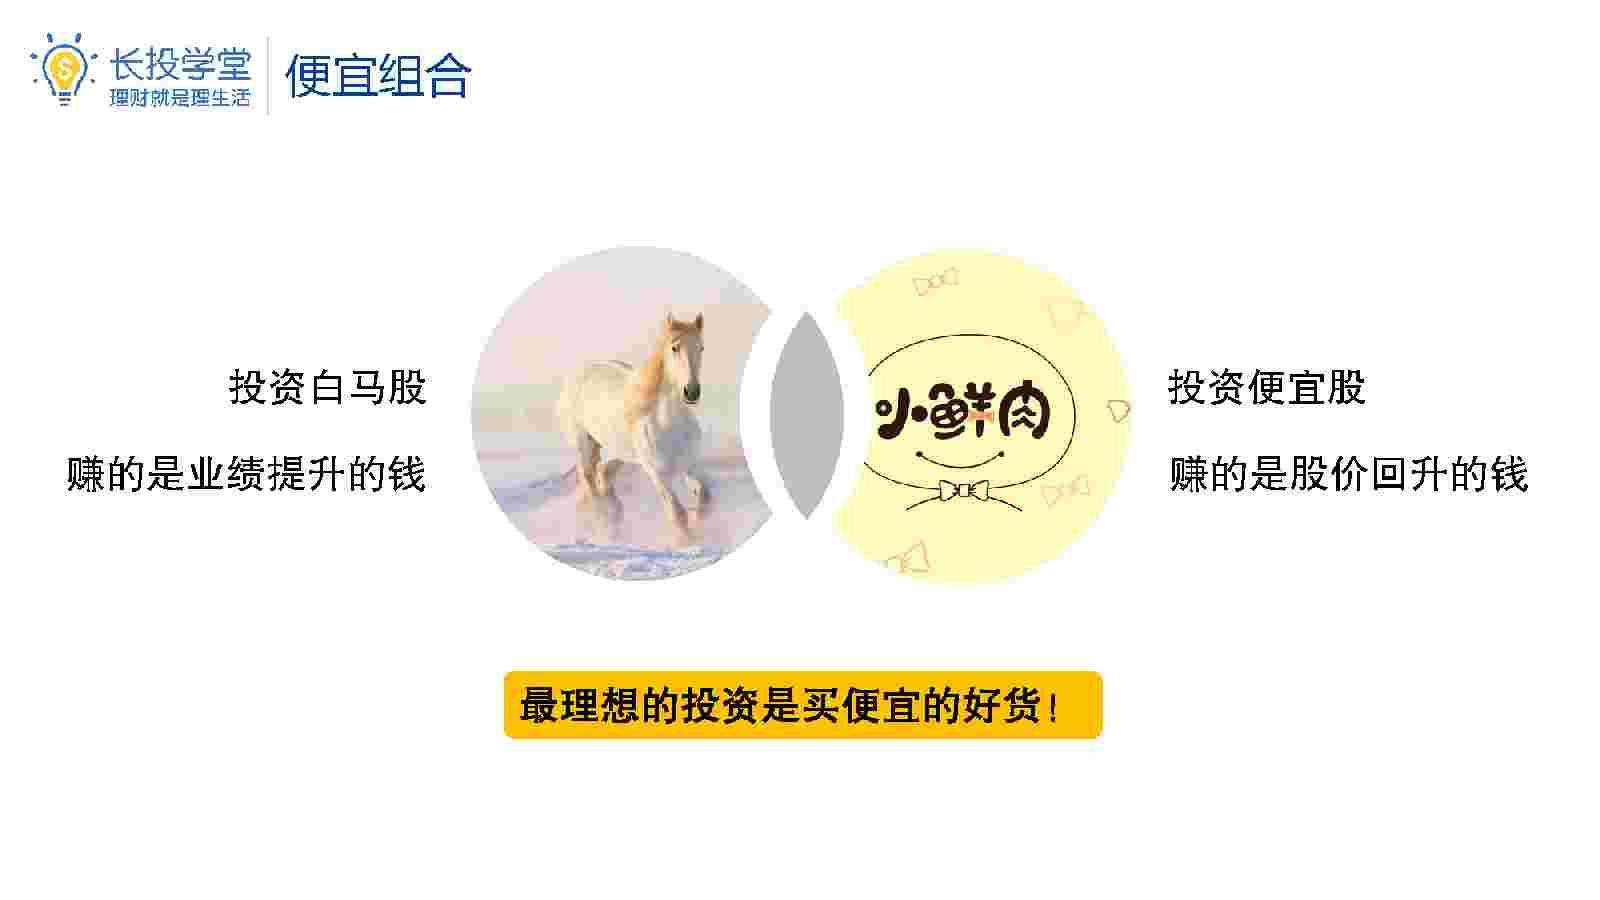 长投学堂
理财就是理生活
便宜组合
投资白马股
赚的是业绩提升的钱
小鲜肉
投资便宜股
赚的是股价回升的钱
最理想的投资是买便宜的好货！